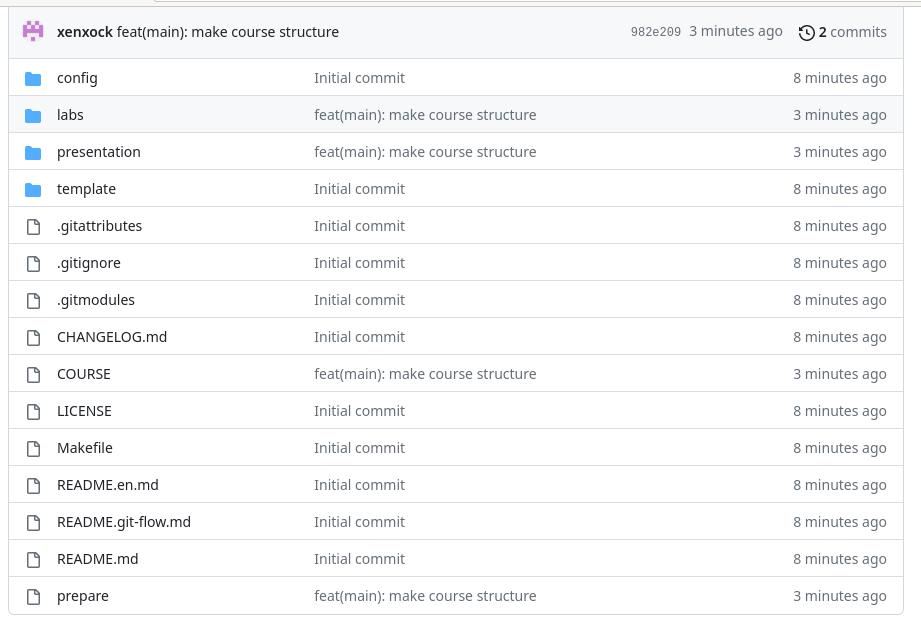 xenxock feat(main): make course structure 982e209 3 minutes ago 2 commits
config Initial commit 8 minutes ago
labs feat(main): make course structure 3 minutes ago
presentation feat(main): make course structure 3 minutes ago
template Initial commit 8 minutes ago
.gitattributes Initial commit 8 minutes ago
.gitignore Initial commit 8 minutes ago
.gitmodules Initial commit 8 minutes ago
CHANGELOG.md Initial commit 8 minutes ago
COURSE feat(main): make course structure 3 minutes ago
LICENSE Initial commit 8 minutes ago
Makefile Initial commit 8 minutes ago
README.en.md Initial commit 8 minutes ago
README.git-flow.md Initial commit 8 minutes ago
README.md Initial commit 8 minutes ago
prepare feat(main): make course structure 3 minutes ago